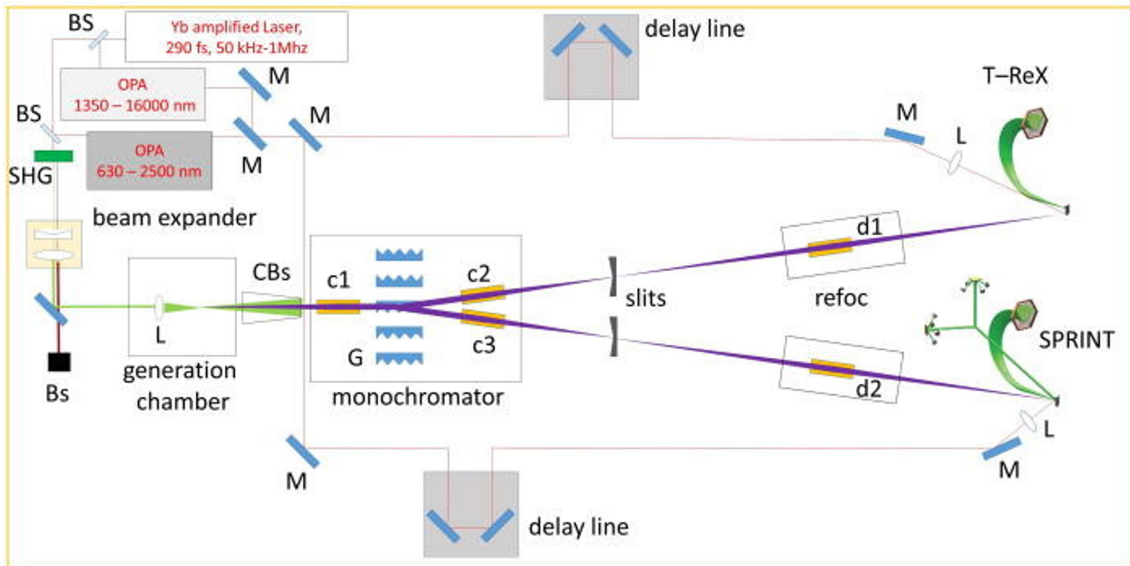 BS
Yb amplified Laser,
290 fs, 50 kHz-1Mhz
delay line
T–ReX
OPA
1350 – 16000 nm
M
BS
M
M
M
L
OPA
630 – 2500 nm
SHG
beam expander
d1
CBs
c1
c2
slits
refoc
L
c3
SPRINT
G
Bs
generation
chamber
monochromator
d2
L
M
M
delay line